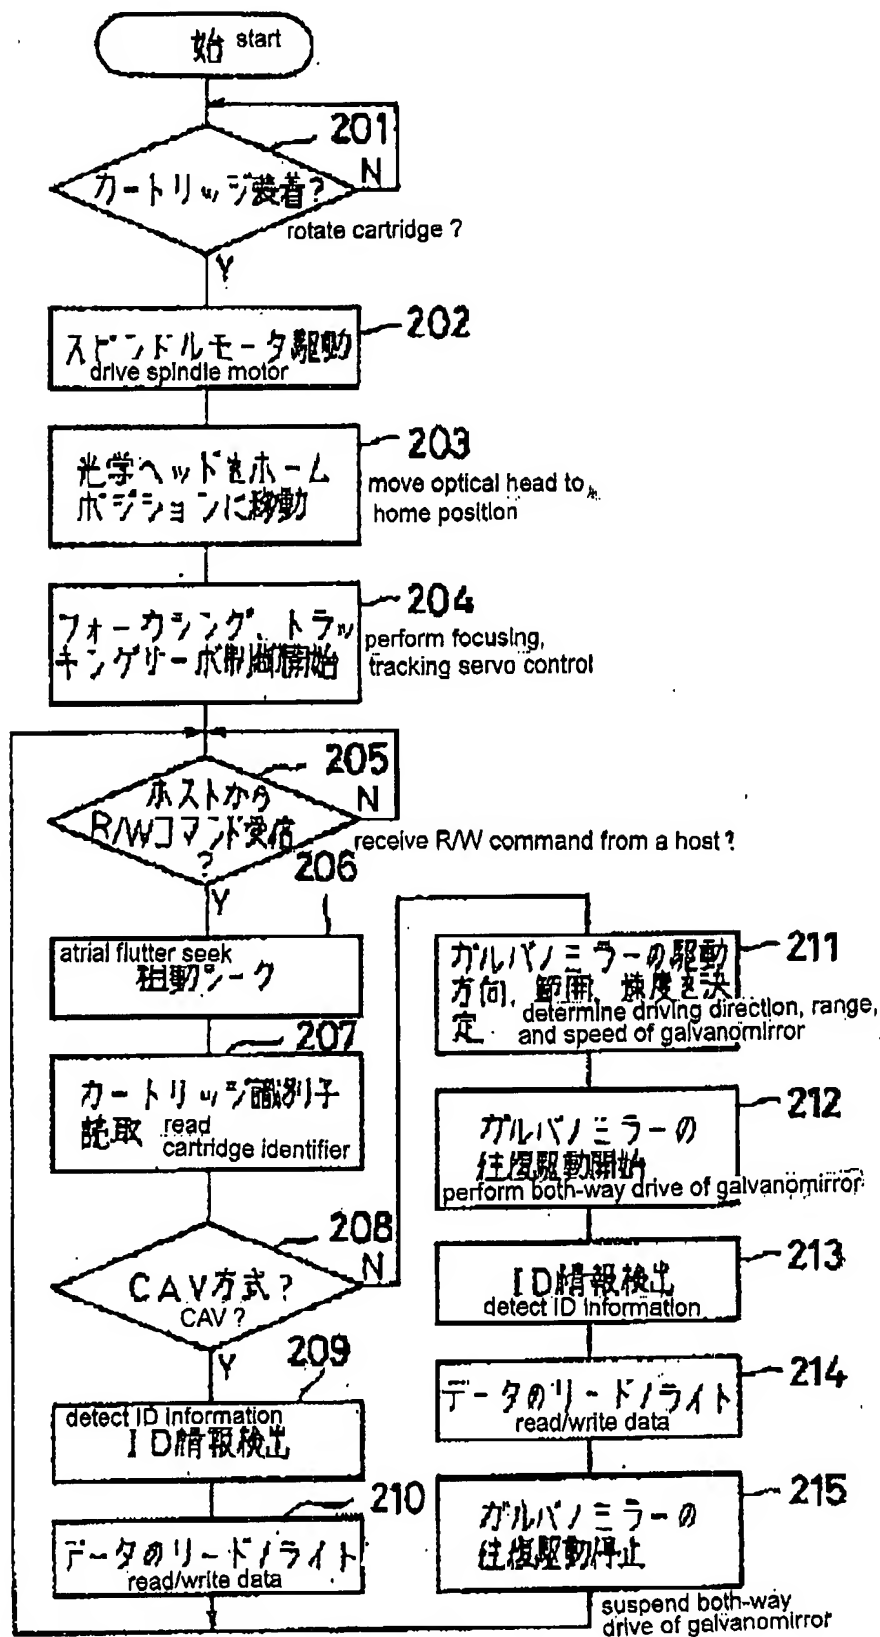 始 start
201
N
カートリッジ装着?
rotate cartridge ?
Y
202
スピンドルモータ駆動
drive spindle motor
203
光学ヘッドをホーム
ポジションに移動
move optical head to
home position
204
フォーカシング、トラッ
キングサーボ制御開始
perform focusing,
tracking servo control
205
ホストから
N
R/Wコマンド受信
?
receive R/W command from a host ?
Y
206
atrial flutter seek
粗動シーク
207
カートリッジ識別子
読取 read
cartridge identifier
208
N
CAV方式?
CAV ?
Y
209
detect ID information
ID情報検出
210
データのリード/ライト
read/write data
211
ガルバノミラーの駆動
方向、範囲、速度を決
定 determine driving direction, range,
and speed of galvanomirror
212
ガルバノミラーの
往復駆動開始
perform both-way drive of galvanomirror
213
ID情報検出
detect ID information
214
データのリード/ライト
read/write data
215
ガルバノミラーの
往復駆動停止
suspend both-way
drive of galvanomirror